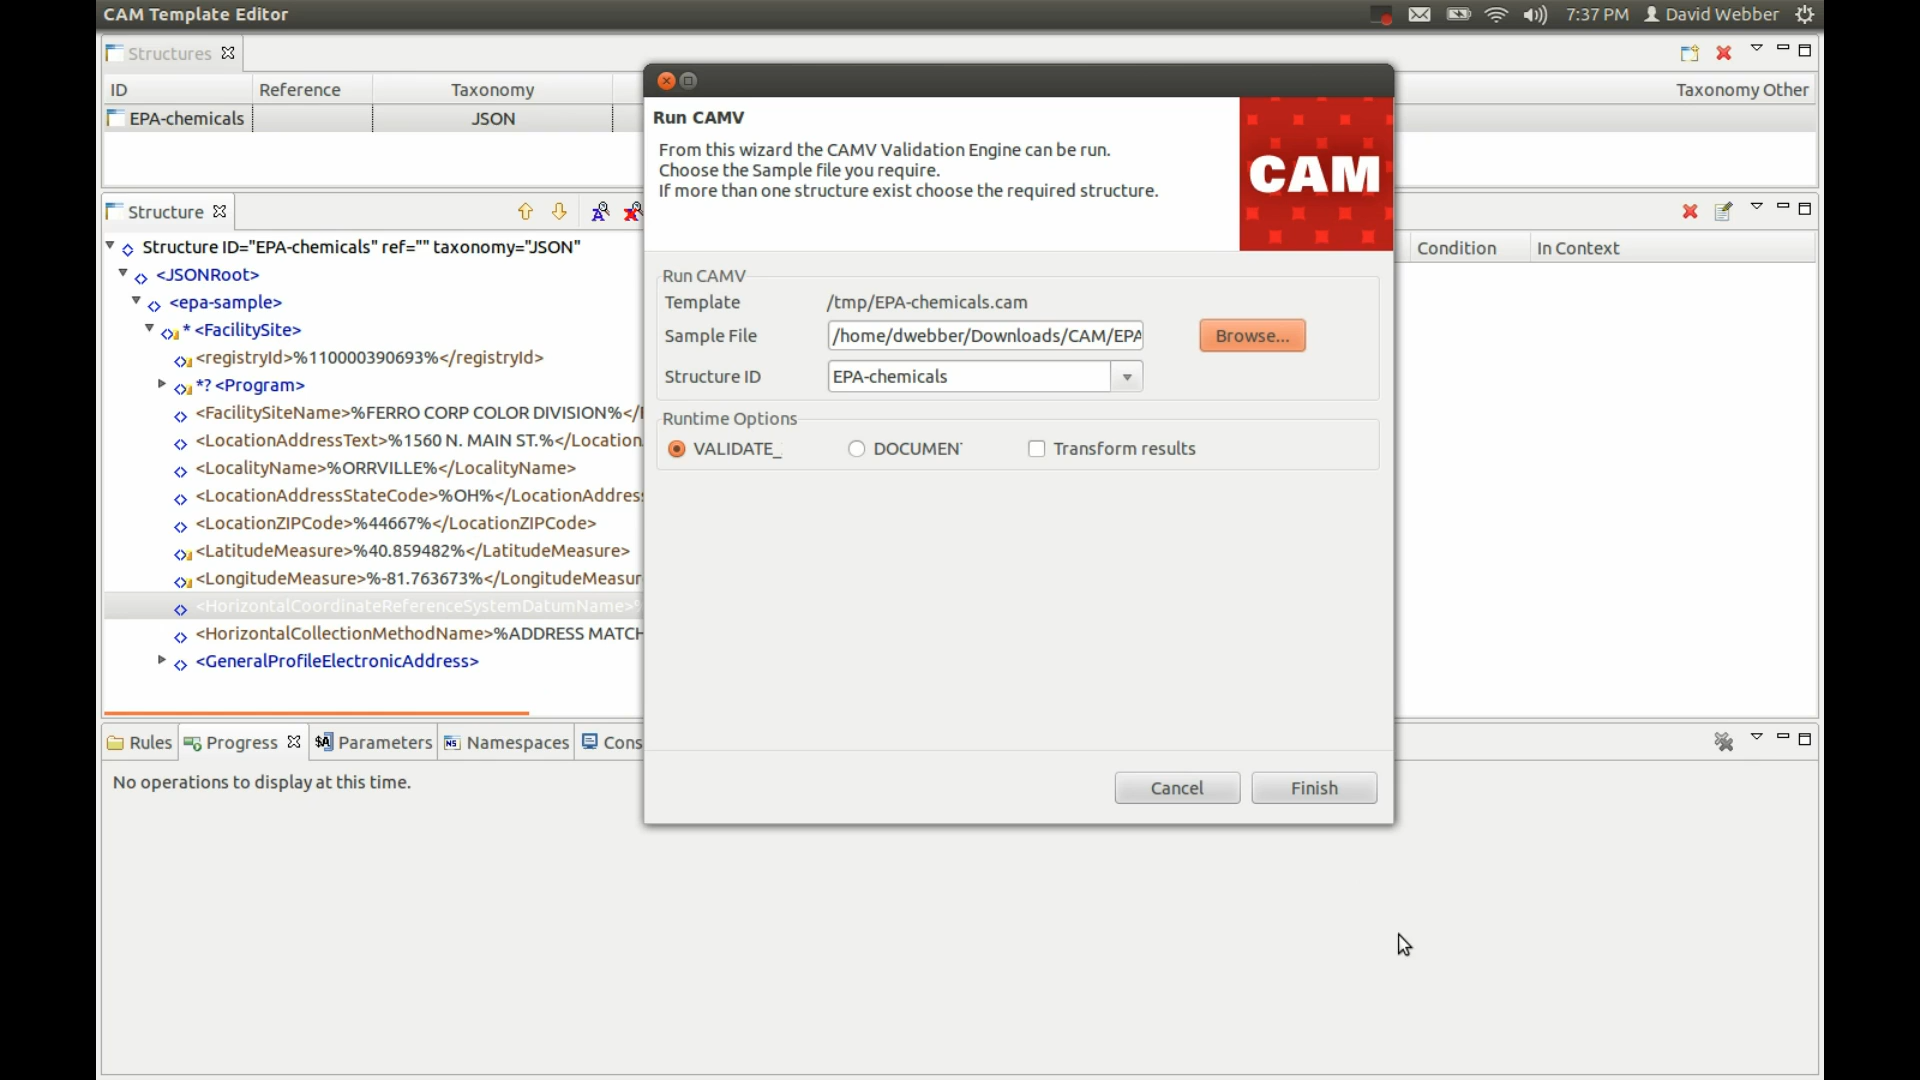 CAM Template Editor
7:37 PM David Webber
Structures
ID Reference Taxonomy Taxonomy Other
EPA-chemicals JSON
Structure
Structure ID="EPA-chemicals" ref="" taxonomy="JSON"
<JSONRoot>
<epa-sample>
* <FacilitySite>
<registryId>%110000390693%</registryId>
*? <Program>
<FacilitySiteName>%FERRO CORP COLOR DIVISION%</
<LocationAddressText>%1560 N. MAIN ST.%</Location
<LocalityName>%ORRVILLE%</LocalityName>
<LocationAddressStateCode>%OH%</LocationAddres
<LocationZIPCode>%44667%</LocationZIPCode>
<LatitudeMeasure>%40.859482%</LatitudeMeasure>
<LongitudeMeasure>%-81.763673%</LongitudeMeasur
<HorizontalCoordinateReferenceSystemDatumName>%
<HorizontalCollectionMethodName>%ADDRESS MATCH
<GeneralProfileElectronicAddress>
Condition In Context
Run CAMV
From this wizard the CAMV Validation Engine can be run.
Choose the Sample file you require.
If more than one structure exist choose the required structure.
CAM
Run CAMV
Template /tmp/EPA-chemicals.cam
Sample File /home/dwebber/Downloads/CAM/EPA Browse...
Structure ID EPA-chemicals
Runtime Options
VALIDATE_ DOCUMENT Transform results
Cancel Finish
Rules Progress Parameters Namespaces Cons
No operations to display at this time.